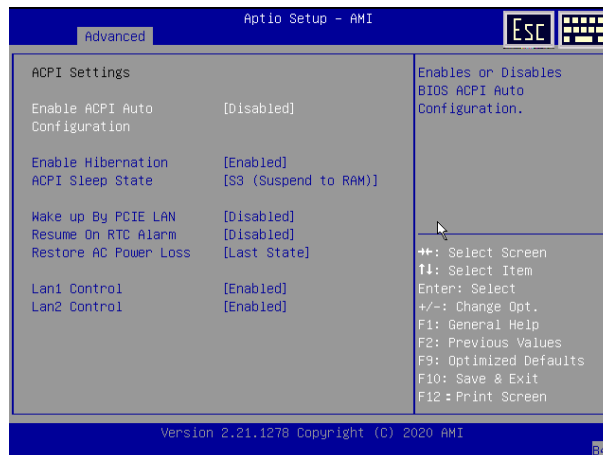 Aptio Setup - AMI
Esc
Advanced
ACPI Settings
Enable ACPI Auto [Disabled]
Configuration
Enable Hibernation [Enabled]
ACPI Sleep State [S3 (Suspend to RAM)]
Wake up By PCIE LAN [Disabled]
Resume On RTC Alarm [Disabled]
Restore AC Power Loss [Last State]
Lan1 Control [Enabled]
Lan2 Control [Enabled]
Enables or Disables
BIOS ACPI Auto
Configuration.
→←: Select Screen
↑↓: Select Item
Enter: Select
+/-: Change Opt.
F1: General Help
F2: Previous Values
F9: Optimized Defaults
F10: Save & Exit
F12 : Print Screen
Version 2.21.1278 Copyright (C) 2020 AMI